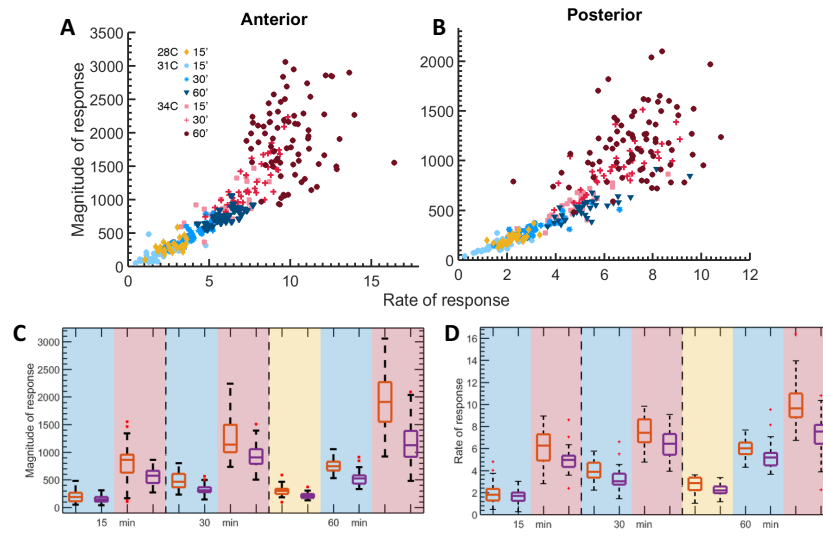 A Anterior
B Posterior
Magnitude of response
3500
3000
2500
2000
1500
1000
500
0
28C 15'
31C 15'
30'
60'
34C 15'
30'
60'
0 5 10 15
2000
1500
1000
500
0
0 2 4 6 8 10 12
Rate of response
C
Magnitude of response
3000
2500
2000
1500
1000
500
0
15 min 30 min 60 min
D
Rate of response
16
14
12
10
8
6
4
2
0
15 min 30 min 60 min